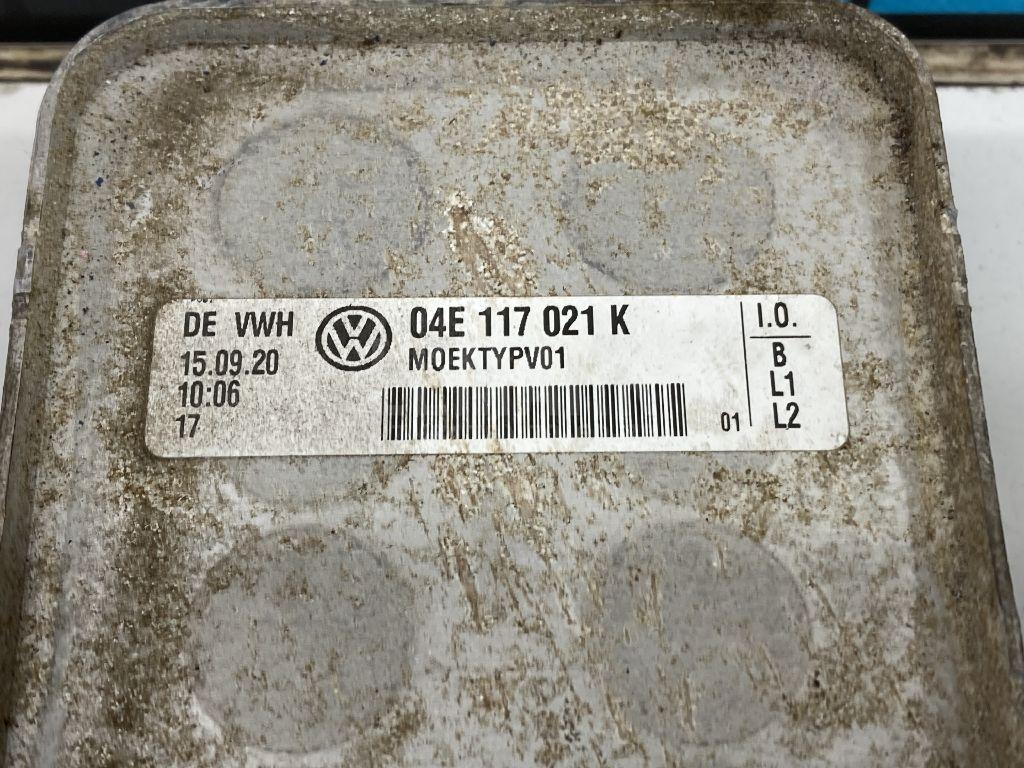 DE VWH
15.09.20
10:06
17
04E 117 021 K
MOEKTYPV01
01
I.O.
B
L1
L2